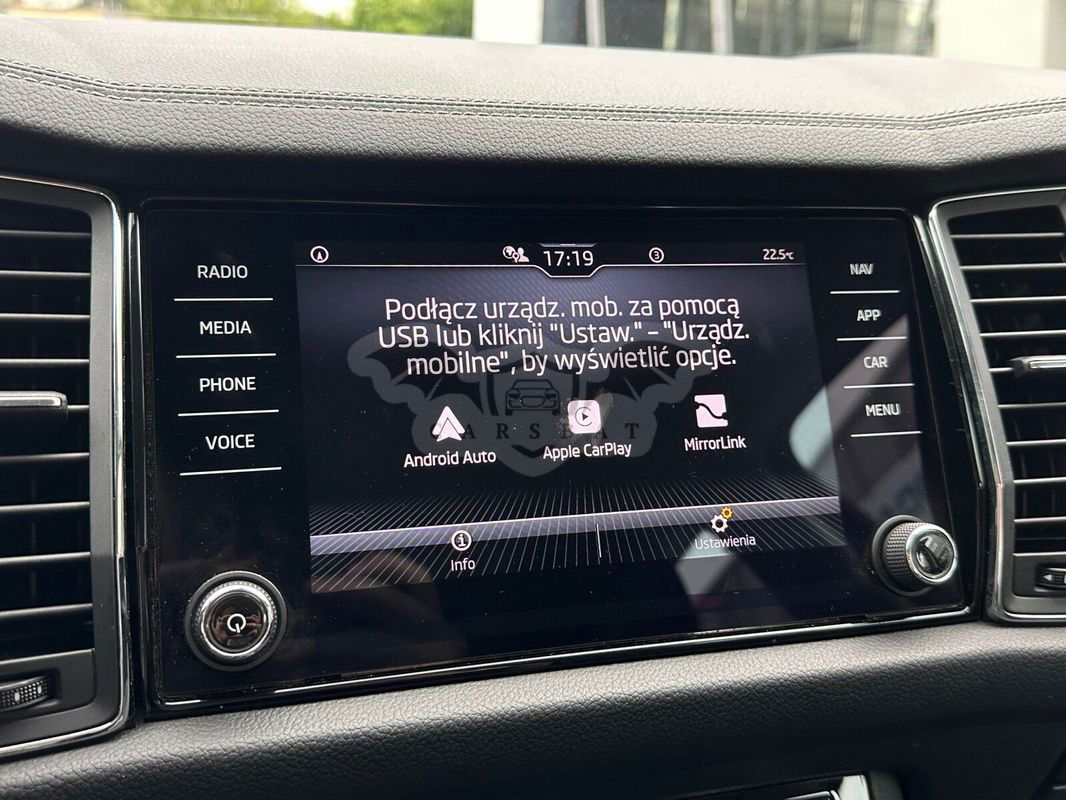 RADIO
MEDIA
PHONE
VOICE
17:19
3
22.5°C
Podłącz urządz. mob. za pomocą
USB lub kliknij "Ustaw." – "Urządz.
mobilne", by wyświetlić opcje.
CARSBAT
Android Auto
Apple CarPlay
MirrorLink
Info
Ustawienia
NAV
APP
CAR
MENU